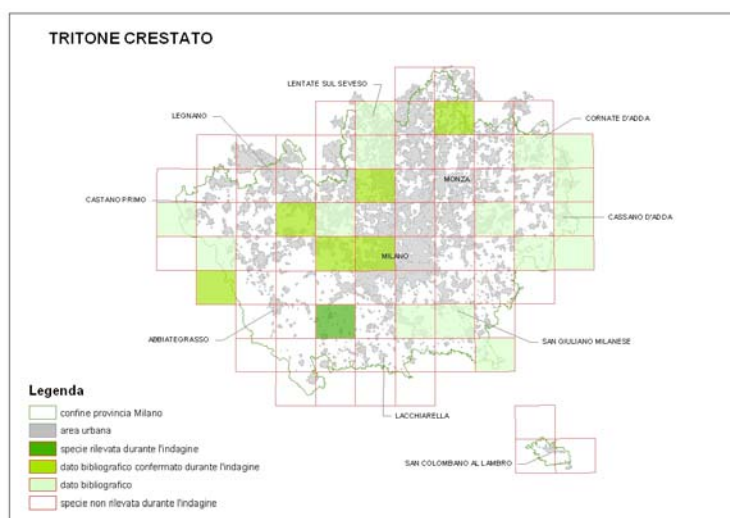 TRITONE CRESTATO
LENTATE SUL SEVESO
LEGNANO
CORNATE D'ADDA
MONZA
CASTANO PRIMO
CASSANO D'ADDA
MILANO
ABBIATEGRASSO
SAN GIULIANO MILANESE
LACCHIARELLA
SAN COLOMBANO AL LAMBRO
Legenda
confine provincia Milano
area urbana
specie rilevata durante l'indagine
dato bibliografico confermato durante l'indagine
dato bibliografico
specie non rilevata durante l'indagine